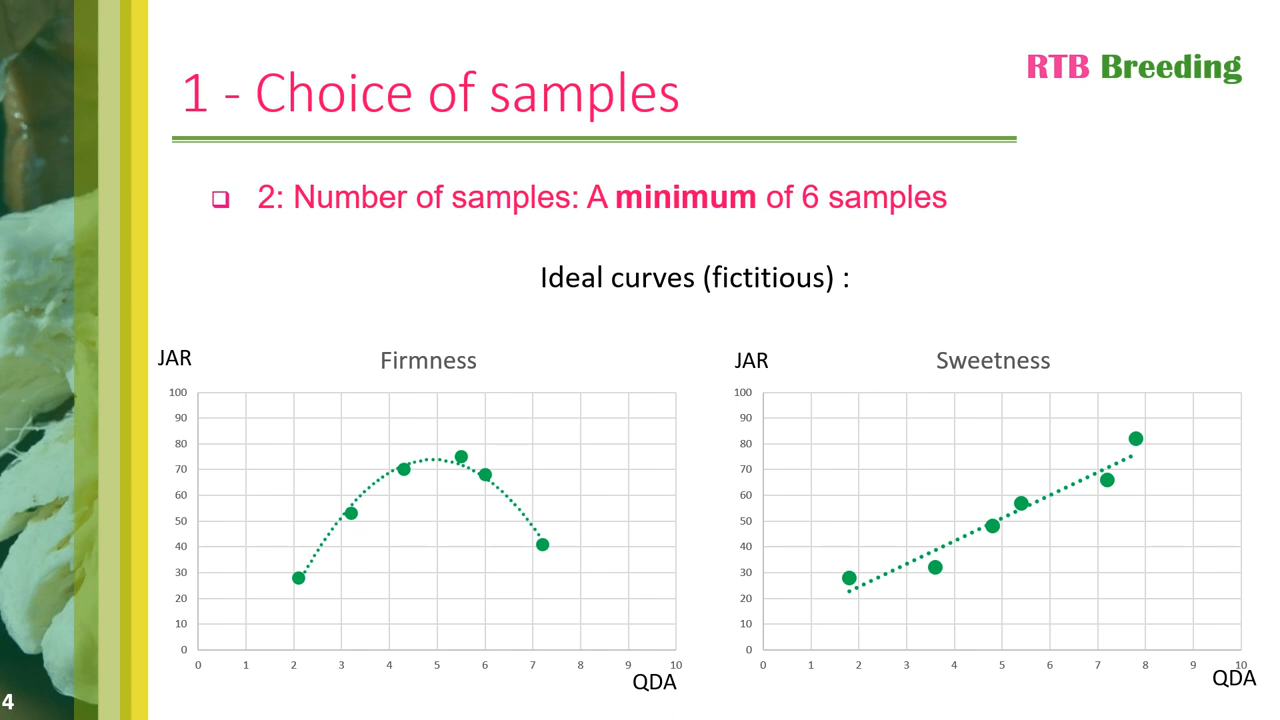 RTB Breeding
1 - Choice of samples
❑ 2: Number of samples: A minimum of 6 samples
Ideal curves (fictitious) :
JAR
Firmness
100
90
80
70
60
50
40
30
20
10
0
0 1 2 3 4 5 6 7 8 9 10
QDA
JAR
Sweetness
100
90
80
70
60
50
40
30
20
10
0
0 1 2 3 4 5 6 7 8 9 10
QDA
4